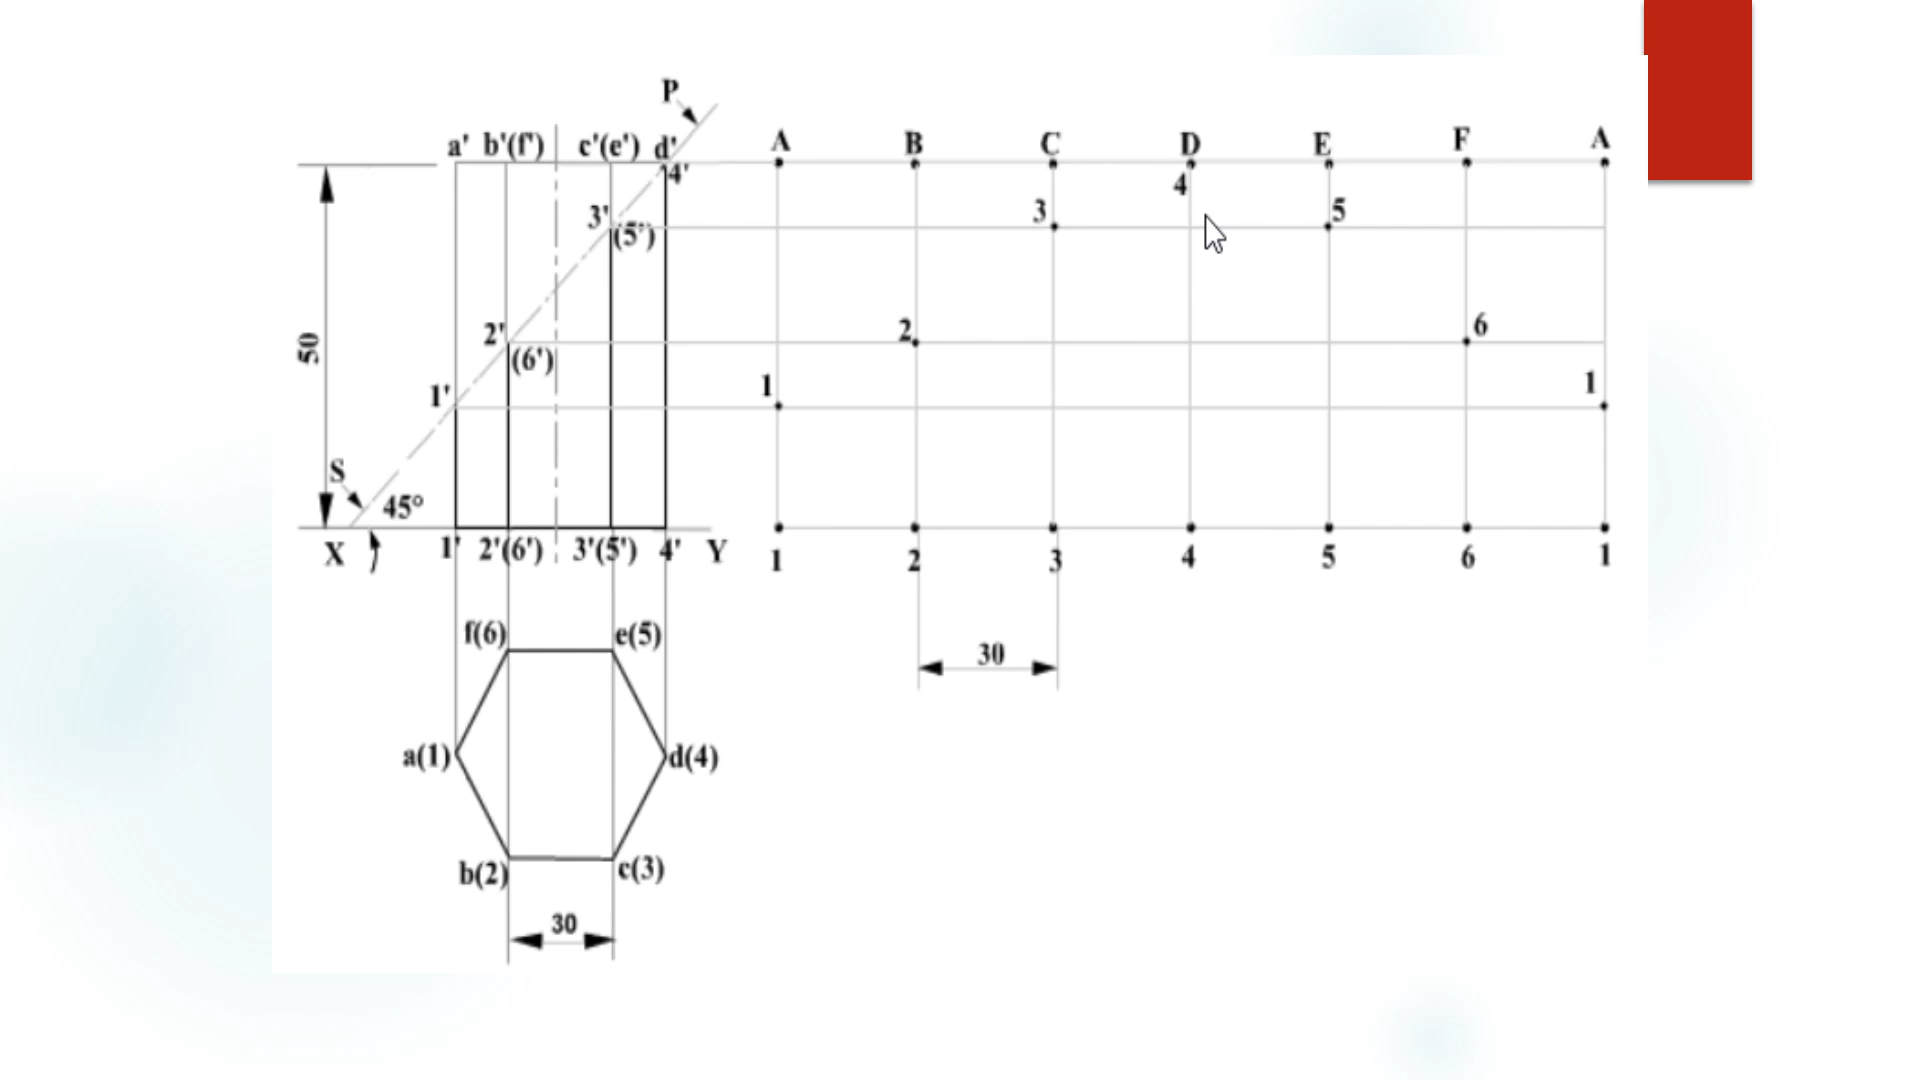 P
a' b'(f') c'(e') d' A B C D E F A
4' 4
3' 3 5
(5')
50
2' 2 6
(6')
1' 1 1
S
45°
X 1' 2'(6') 3'(5') 4' Y 1 2 3 4 5 6 1
f(6) e(5) 30
a(1) d(4)
b(2) c(3)
30